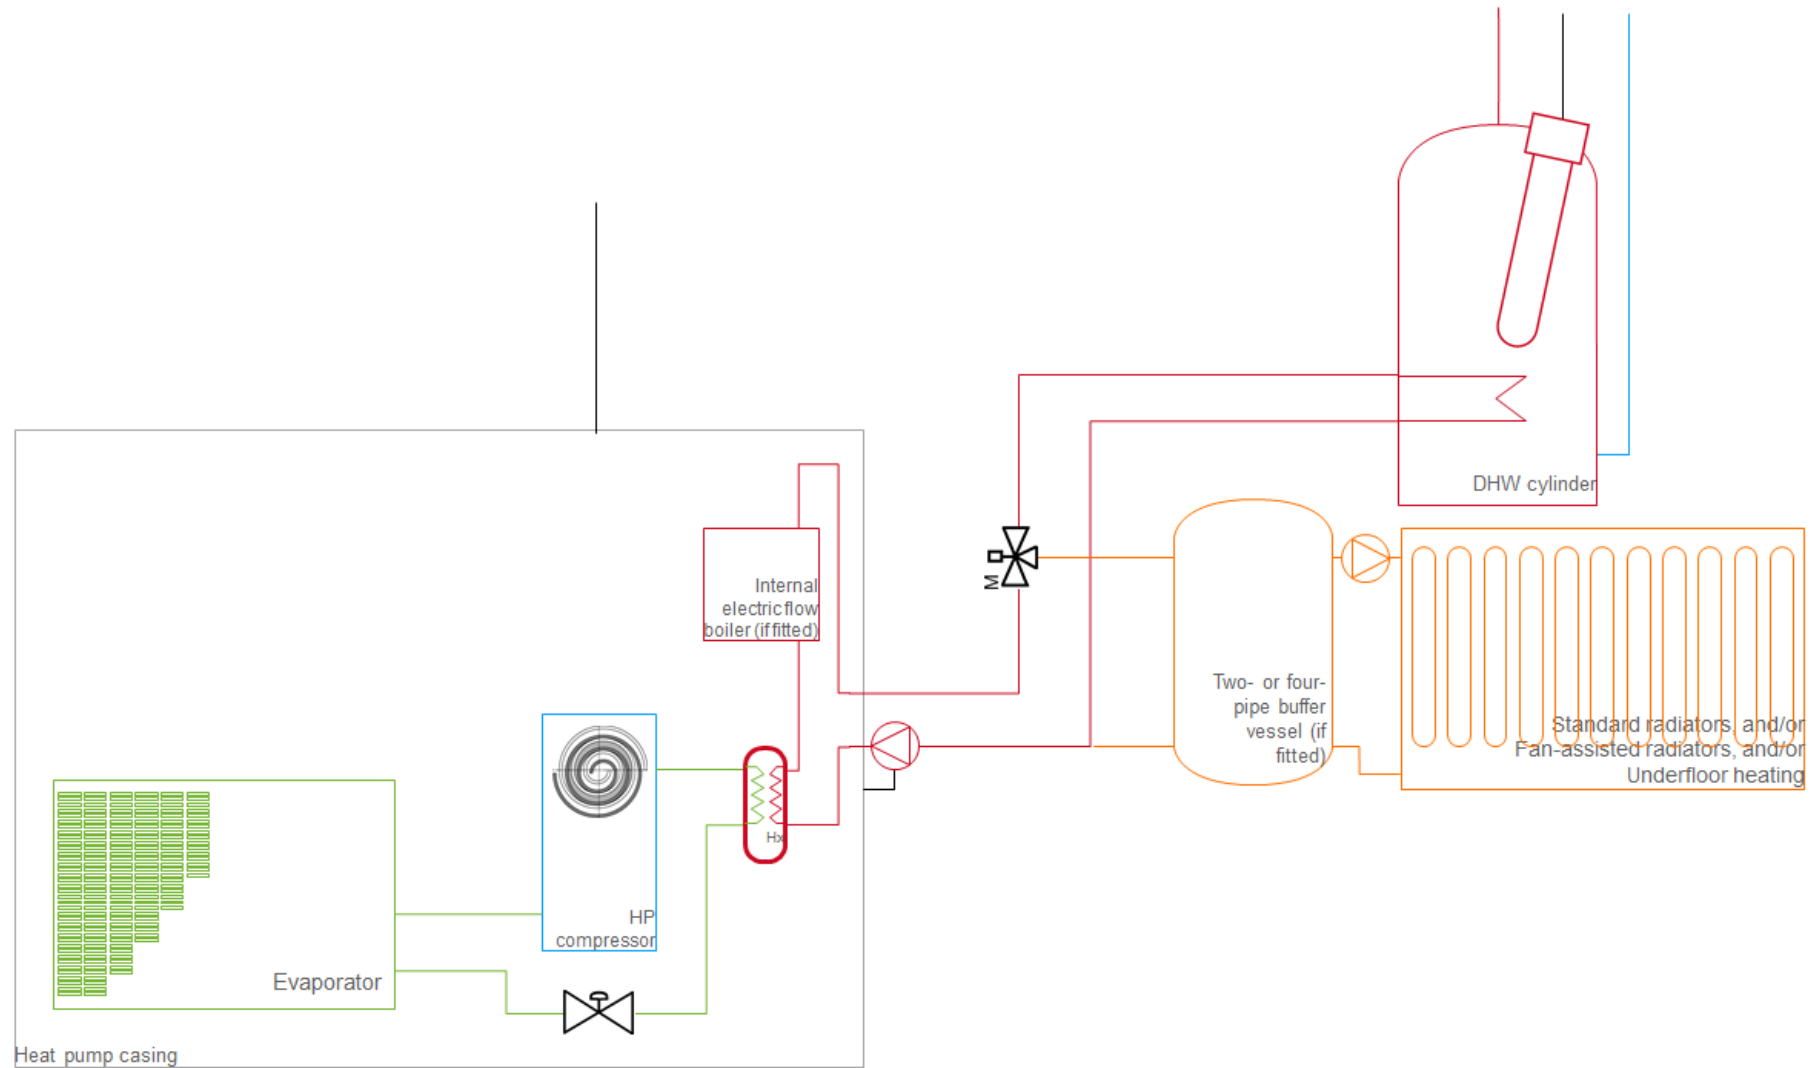 DHW cylinder
Internal
electric flow
boiler (if fitted)
M
Two- or four-
pipe buffer
vessel (if
fitted)
Standard radiators, and/or
Fan-assisted radiators, and/or
Underfloor heating
Hx
HP
compressor
Evaporator
Heat pump casing